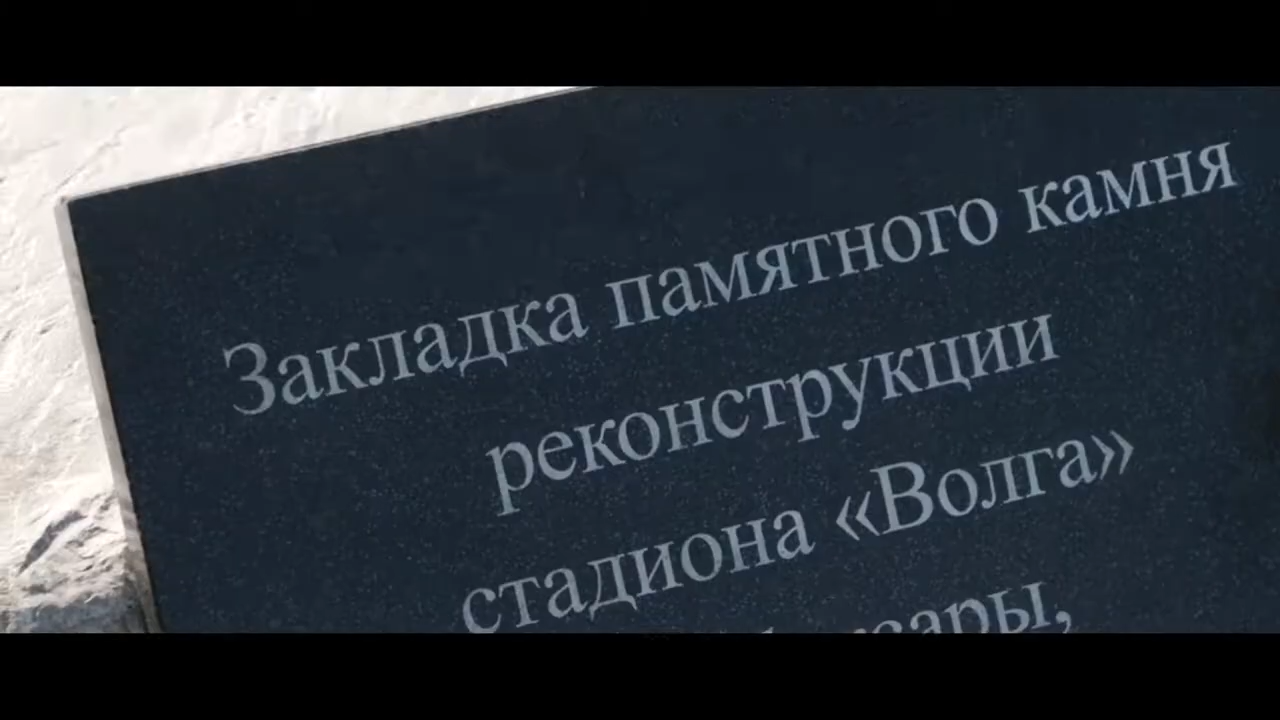 Закладка памятного камня
реконструкции
стадиона «Волга»